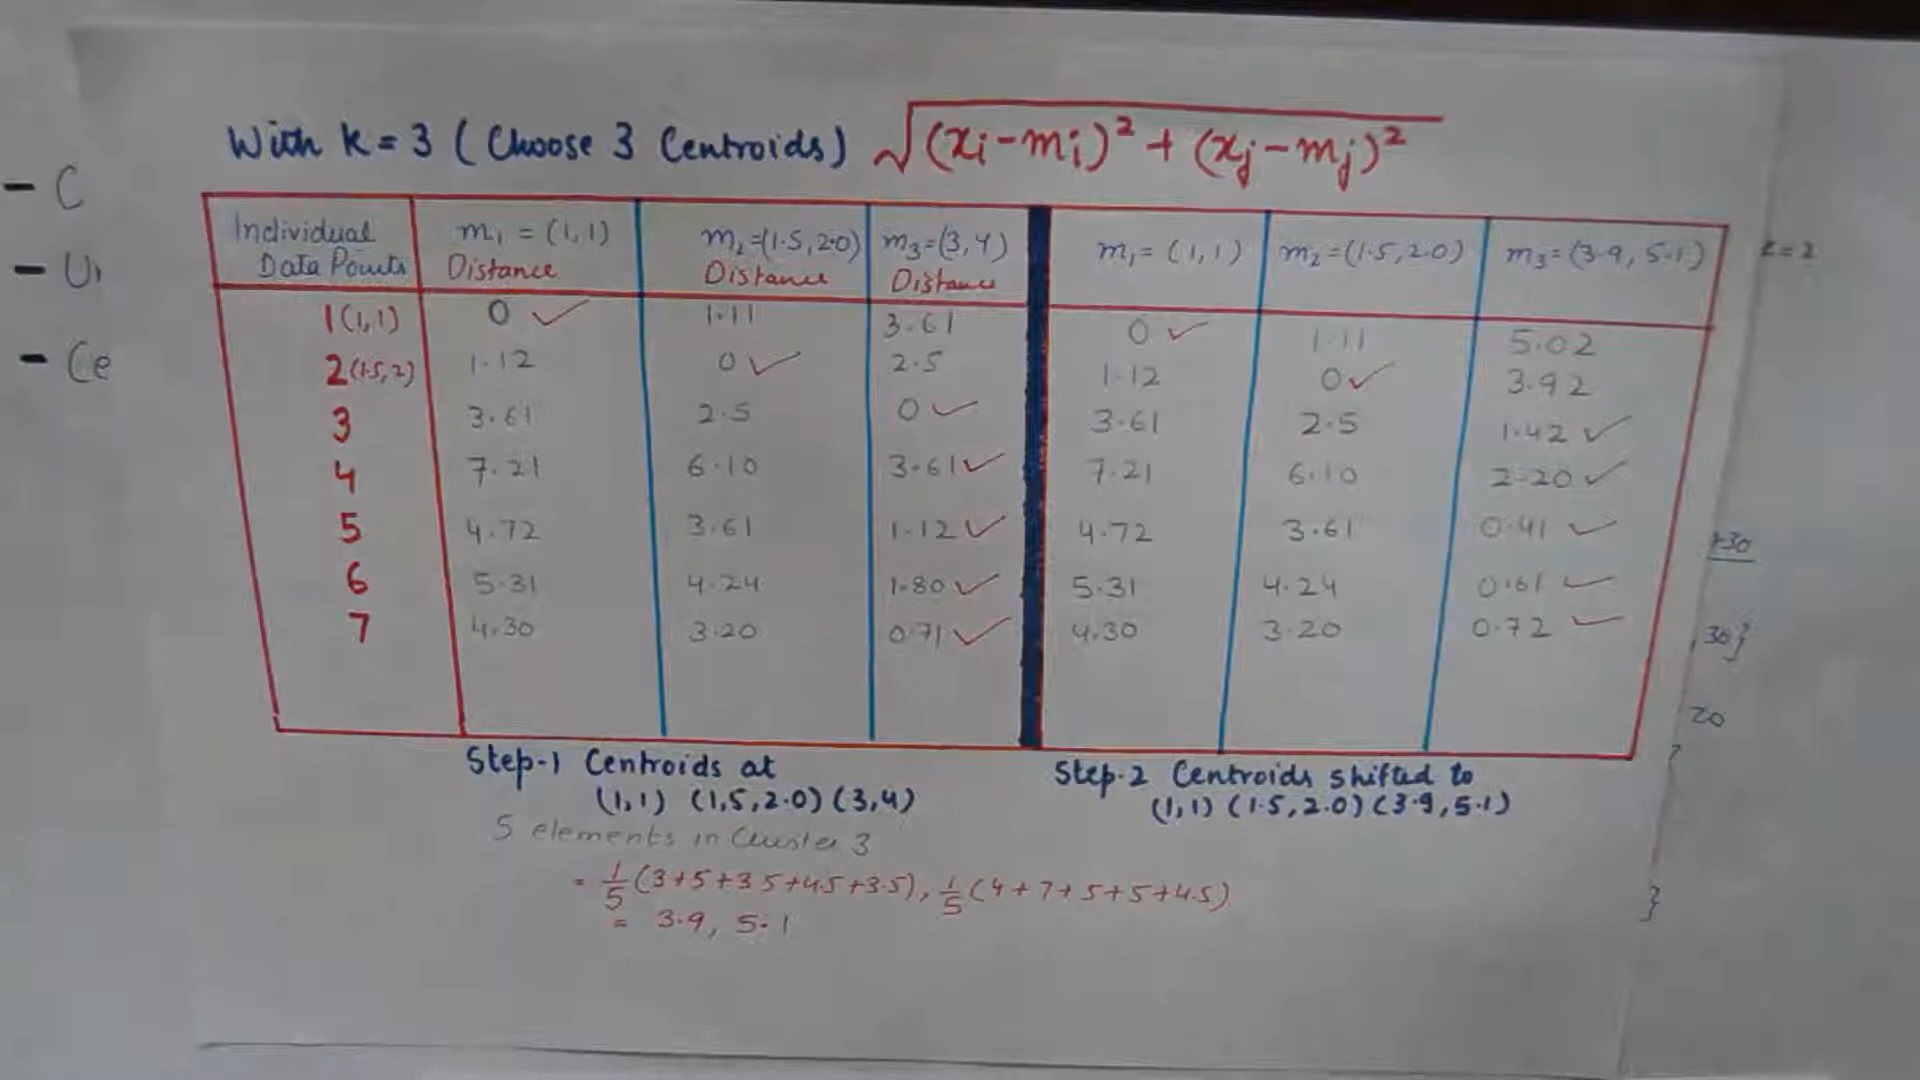 With K = 3 ( Choose 3 Centroids) √(xi-mi)² + (xj-mj)²
Individual Data Points | m₁ = (1,1) Distance | m₂=(1.5,2.0) Distance | m₃=(3,4) Distance | m₁= (1,1) | m₂=(1.5,2.0) | m₃= (3.9, 5.1)
1(1,1) 0 ✓ 1.11 3.61 0 ✓ 1.11 5.02
2(1.5,2) 1.12 0 ✓ 2.5 1.12 0 ✓ 3.92
3 3.61 2.5 0 ✓ 3.61 2.5 1.42 ✓
4 7.21 6.10 3.61 ✓ 7.21 6.10 2.20 ✓
5 4.72 3.61 1.12 ✓ 4.72 3.61 0.41 ✓
6 5.31 4.24 1.80 ✓ 5.31 4.24 0.61 ✓
7 4.30 3.20 0.71 ✓ 4.30 3.20 0.72 ✓
Step-1 Centroids at
(1,1) (1.5,2.0) (3,4)
Step-2 Centroids shifted to
(1,1) (1.5,2.0) (3.9,5.1)
5 elements in Cluster 3
= 1/5 (3+5+3.5+4.5+3.5), 1/5 (4+7+5+5+4.5)
= 3.9, 5.1
- C
- Ce
30}
20
}